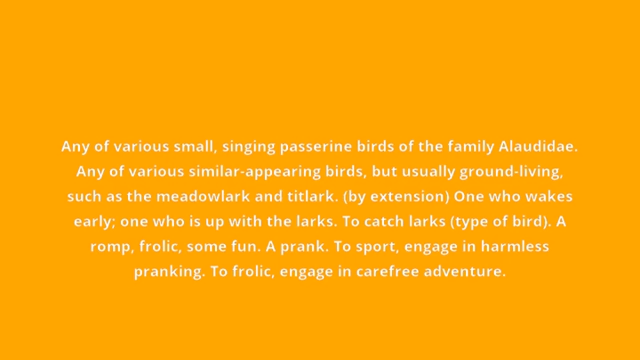 Any of various small, singing passerine birds of the family Alaudidae.
Any of various similar-appearing birds, but usually ground-living,
such as the meadowlark and titlark. (by extension) One who wakes
early; one who is up with the larks. To catch larks (type of bird). A
romp, frolic, some fun. A prank. To sport, engage in harmless
pranking. To frolic, engage in carefree adventure.